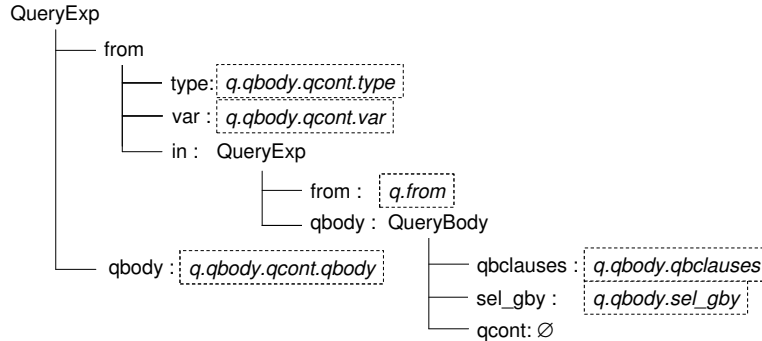 QueryExp
from
type: q.qbody.qcont.type
var : q.qbody.qcont.var
in : QueryExp
from : q.from
qbody : QueryBody
qbody : q.qbody.qcont.qbody
qbclauses : q.qbody.qbclauses
sel_gby : q.qbody.sel_gby
qcont: ∅